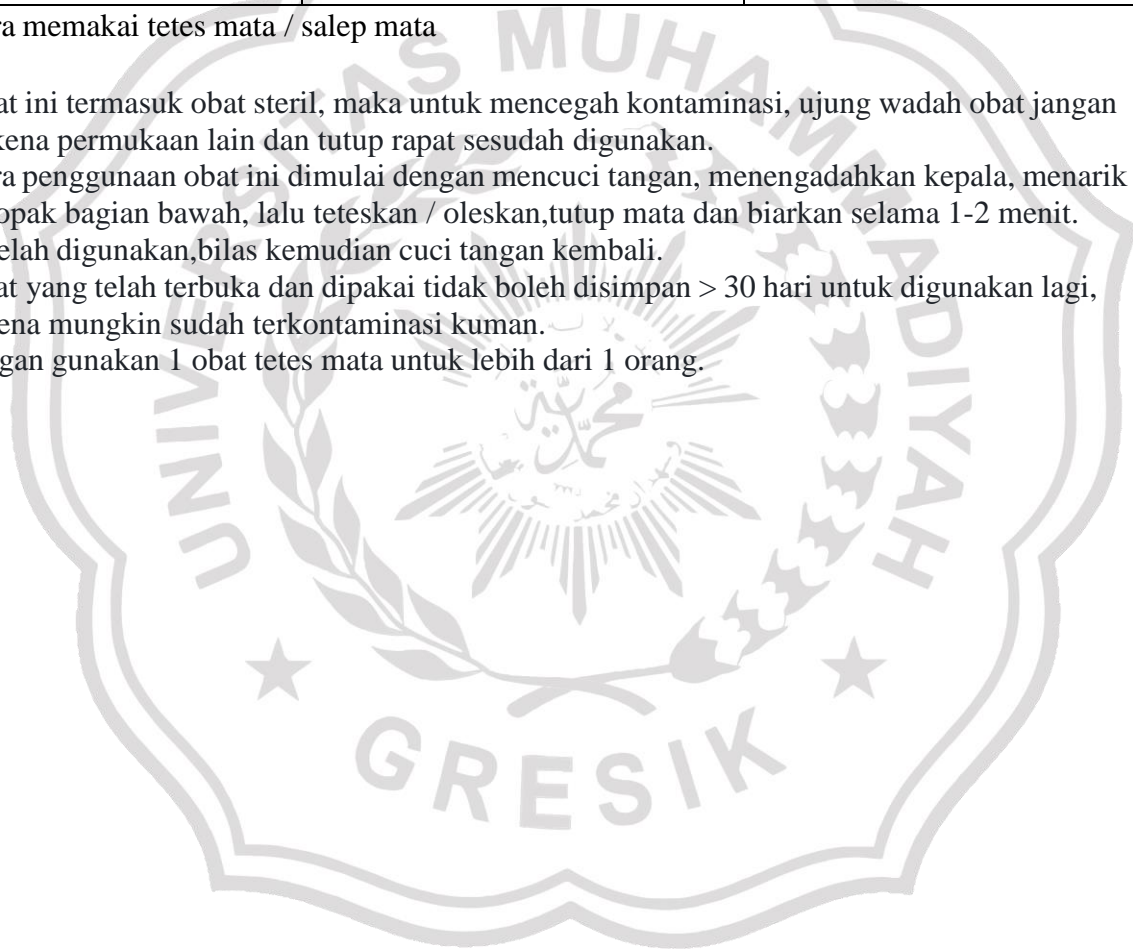 ra memakai tetes mata / salep mata
at ini termasuk obat steril, maka untuk mencegah kontaminasi, ujung wadah obat jangan
kena permukaan lain dan tutup rapat sesudah digunakan.
ra penggunaan obat ini dimulai dengan mencuci tangan, menengadahkan kepala, menarik
opak bagian bawah, lalu teteskan / oleskan,tutup mata dan biarkan selama 1-2 menit.
elah digunakan,bilas kemudian cuci tangan kembali.
at yang telah terbuka dan dipakai tidak boleh disimpan > 30 hari untuk digunakan lagi,
ena mungkin sudah terkontaminasi kuman.
gan gunakan 1 obat tetes mata untuk lebih dari 1 orang.
UNIVERSITAS MUHAMMADIYAH
GRESIK